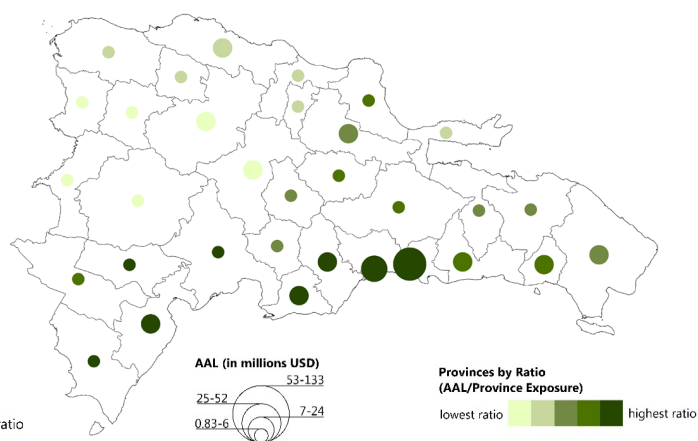 AAL (in millions USD)
53-133
25-52
7-24
0.83-6
Provinces by Ratio
(AAL/Province Exposure)
lowest ratio
highest ratio